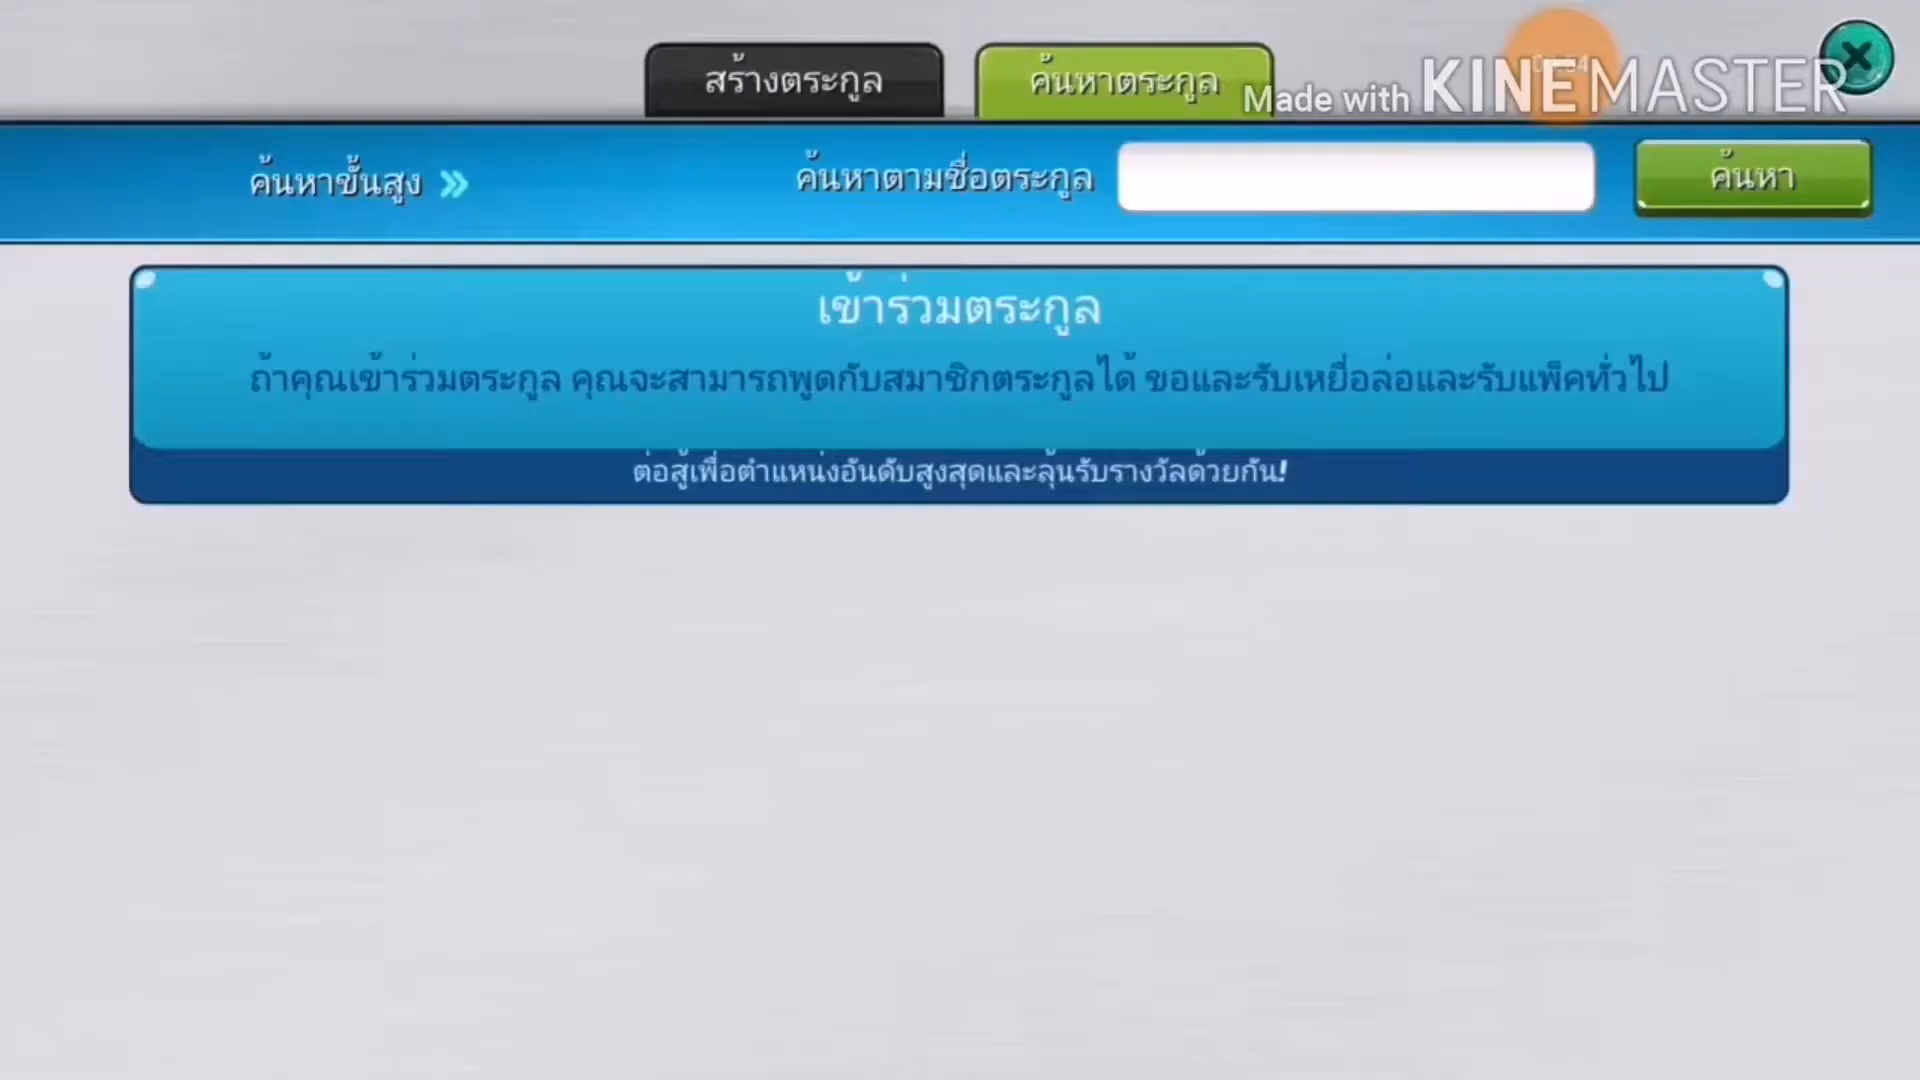 สร้างตระกูล
ค้นหาตระกูล
Made with KINEMASTER
ค้นหาขั้นสูง »
ค้นหาตามชื่อตระกูล
ค้นหา
เข้าร่วมตระกูล
ถ้าคุณเข้าร่วมตระกูล คุณจะสามารถพูดกับสมาชิกตระกูลได้ ขอและรับเหยื่อล่อและรับแพ็คทั่วไป
ต่อสู้เพื่อตำแหน่งอันดับสูงสุดและลุ้นรับรางวัลด้วยกัน!